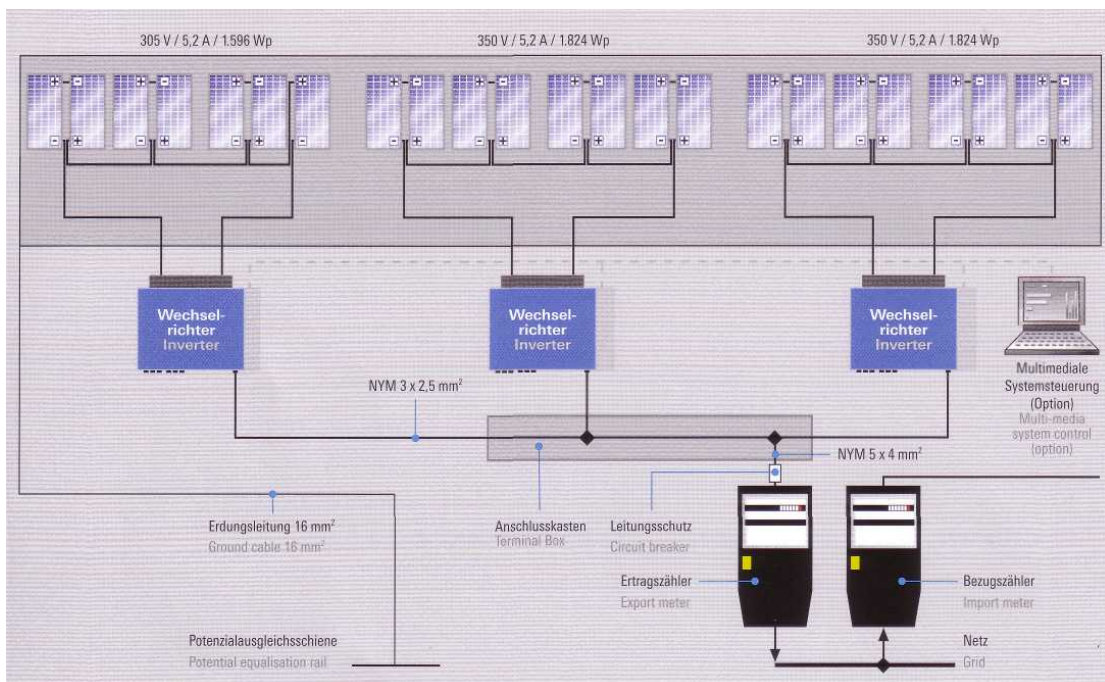 305 V / 5,2 A / 1.596 Wp
350 V / 5,2 A / 1.824 Wp
350 V / 5,2 A / 1.824 Wp
Wechsel-
richter
Inverter
Wechsel-
richter
Inverter
Wechsel-
richter
Inverter
Multimediale
Systemsteuerung
(Option)
Multi-media
system control
(option)
NYM 3 x 2,5 mm²
NYM 5 x 4 mm²
Erdungsleitung 16 mm²
Ground cable 16 mm²
Anschlusskasten
Terminal Box
Leitungsschutz
Circuit breaker
Ertragszähler
Export meter
Bezugszähler
Import meter
Potenzialausgleichsschiene
Potential equalisation rail
Netz
Grid